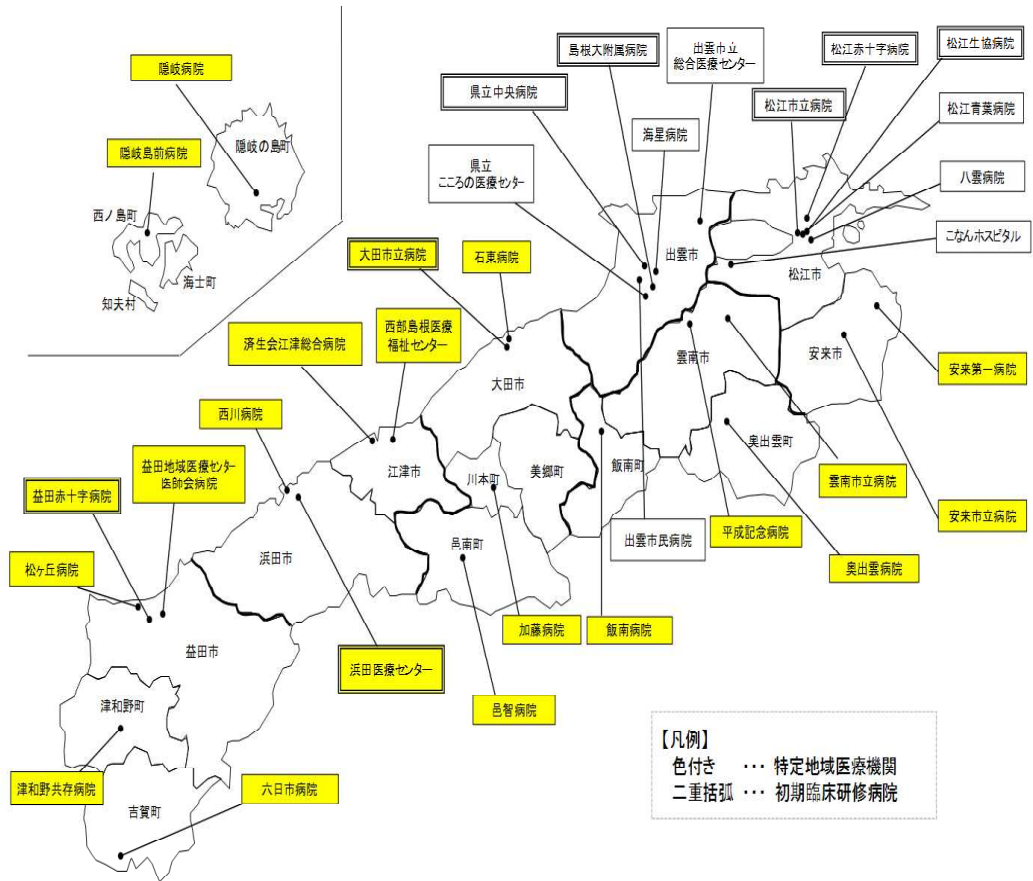 隠岐病院
隠岐島前病院
隠岐の島町
西ノ島町
海士町
知夫村
島根大附属病院
出雲市立
総合医療センター
松江赤十字病院
松江生協病院
県立中央病院
松江市立病院
松江青葉病院
海星病院
県立
こころの医療センター
八雲病院
こなんホスピタル
出雲市
松江市
大田市立病院
石東病院
済生会江津総合病院
西部島根医療
福祉センター
雲南市
安来市
安来第一病院
大田市
西川病院
奥出雲町
益田地域医療センター
医師会病院
江津市
川本町
美郷町
飯南町
雲南市立病院
益田赤十字病院
安来市立病院
平成記念病院
出雲市民病院
邑南町
浜田市
奥出雲病院
松ヶ丘病院
加藤病院
飯南病院
益田市
浜田医療センター
邑智病院
津和野町
津和野共存病院
六日市病院
吉賀町
【凡例】
色付き ・・・ 特定地域医療機関
二重括弧 ・・・ 初期臨床研修病院